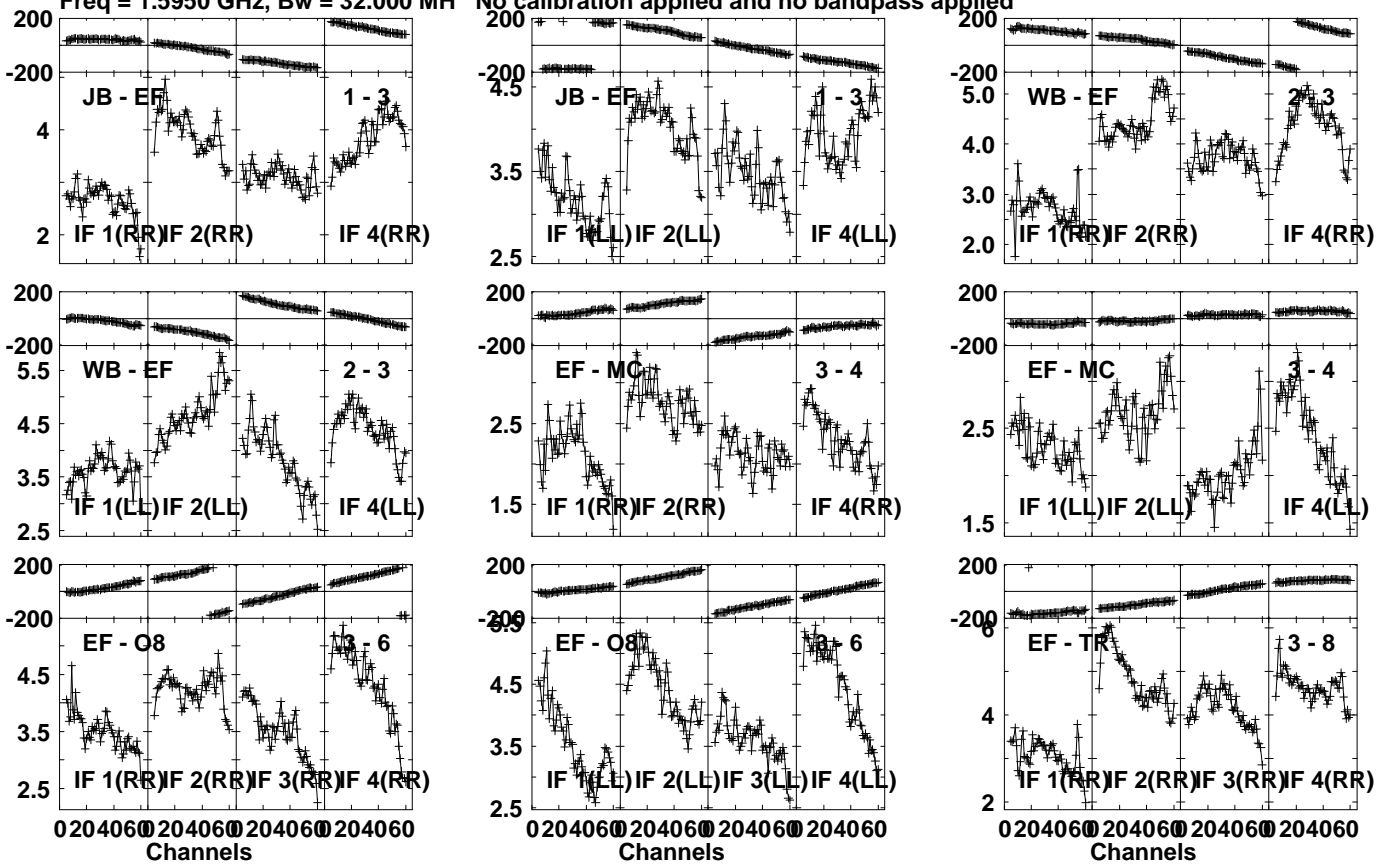 Freq = 1.5950 GHz, Bw = 32.000 MH No calibration applied and no bandpass applied
200 200 200
-200 -200 -200
JB - EF 1 - 3 JB - EF 1 - 3 WB - EF 2 - 3
4.5 5.0
4 4.0
3.5 3.0
2 2.0
IF 1(RR) IF 2(RR) IF 4(RR) IF 1(LL) IF 2(LL) IF 4(LL) IF 1(RR) IF 2(RR) IF 4(RR)
2.5
200 200 200
-200 -200 -200
WB - EF 2 - 3 EF - MC 3 - 4 EF - MC 3 - 4
5.5
4.5 2.5 2.5
3.5
IF 1(LL) IF 2(LL) IF 4(LL) IF 1(RR) IF 2(RR) IF 4(RR) IF 1(LL) IF 2(LL) IF 4(LL)
2.5 1.5 1.5
200 200 200
-200 -200 -200
5.5 6
EF - O8 3 - 6 EF - O8 3 - 6 EF - TR 3 - 8
4.5 4.5
3.5 3.5 4
IF 1(RR) IF 2(RR) IF 3(RR) IF 4(RR) IF 1(LL) IF 2(LL) IF 3(LL) IF 4(LL) IF 1(RR) IF 2(RR) IF 3(RR) IF 4(RR)
2.5 2.5 2
0 20 40 60 0 20 40 60 0 20 40 60 0 20 40 60 0 20 40 60 0 20 40 60 0 20 40 60 0 20 40 60 0 20 40 60 0 20 40 60 0 20 40 60 0 20 40 60
Channels Channels Channels